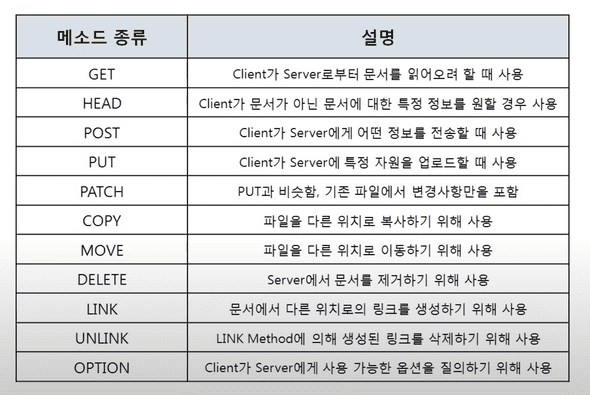 메소드 종류 설명
GET Client가 Server로부터 문서를 읽어오려 할 때 사용
HEAD Client가 문서가 아닌 문서에 대한 특정 정보를 원할 경우 사용
POST Client가 Server에게 어떤 정보를 전송할 때 사용
PUT Client가 Server에 특정 자원을 업로드할 때 사용
PATCH PUT과 비슷함, 기존 파일에서 변경사항만을 포함
COPY 파일을 다른 위치로 복사하기 위해 사용
MOVE 파일을 다른 위치로 이동하기 위해 사용
DELETE Server에서 문서를 제거하기 위해 사용
LINK 문서에서 다른 위치로의 링크를 생성하기 위해 사용
UNLINK LINK Method에 의해 생성된 링크를 삭제하기 위해 사용
OPTION Client가 Server에게 사용 가능한 옵션을 질의하기 위해 사용